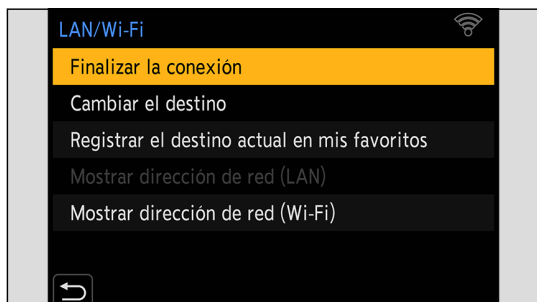 LAN/Wi-Fi
Finalizar la conexión
Cambiar el destino
Registrar el destino actual en mis favoritos
Mostrar dirección de red (LAN)
Mostrar dirección de red (Wi-Fi)